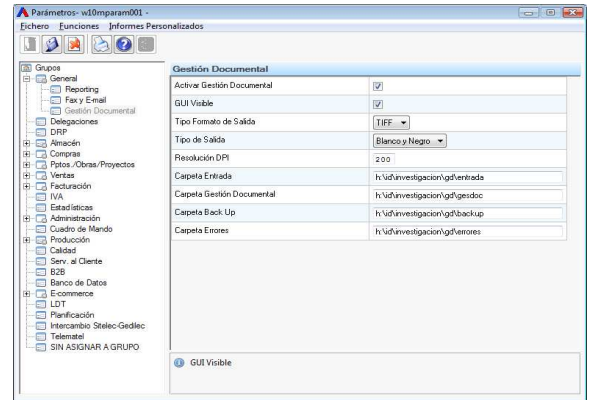 Parámetros- w10mparam001 -
Fichero Funciones Informes Personalizados
Grupos
General
Reporting
Fax y E-mail
Gestión Documental
Delegaciones
DRP
Almacén
Compras
Pptos./Obras/Proyectos
Ventas
Facturación
IVA
Estadísticas
Administración
Cuadro de Mando
Producción
Calidad
Serv. al Cliente
B2B
Banco de Datos
E-commerce
LDT
Planificación
Intercambio Sitelec-Gedilec
Telematel
SIN ASIGNAR A GRUPO
Gestión Documental
Activar Gestión Documental
GUI Visible
Tipo Formato de Salida TIFF
Tipo de Salida Blanco y Negro
Resolución DPI 200
Carpeta Entrada h:\id\investigacion\gd\entrada
Carpeta Gestión Documental h:\id\investigacion\gd\gesdoc
Carpeta Back Up h:\id\investigacion\gd\backup
Carpeta Errores h:\id\investigacion\gd\errores
GUI Visible